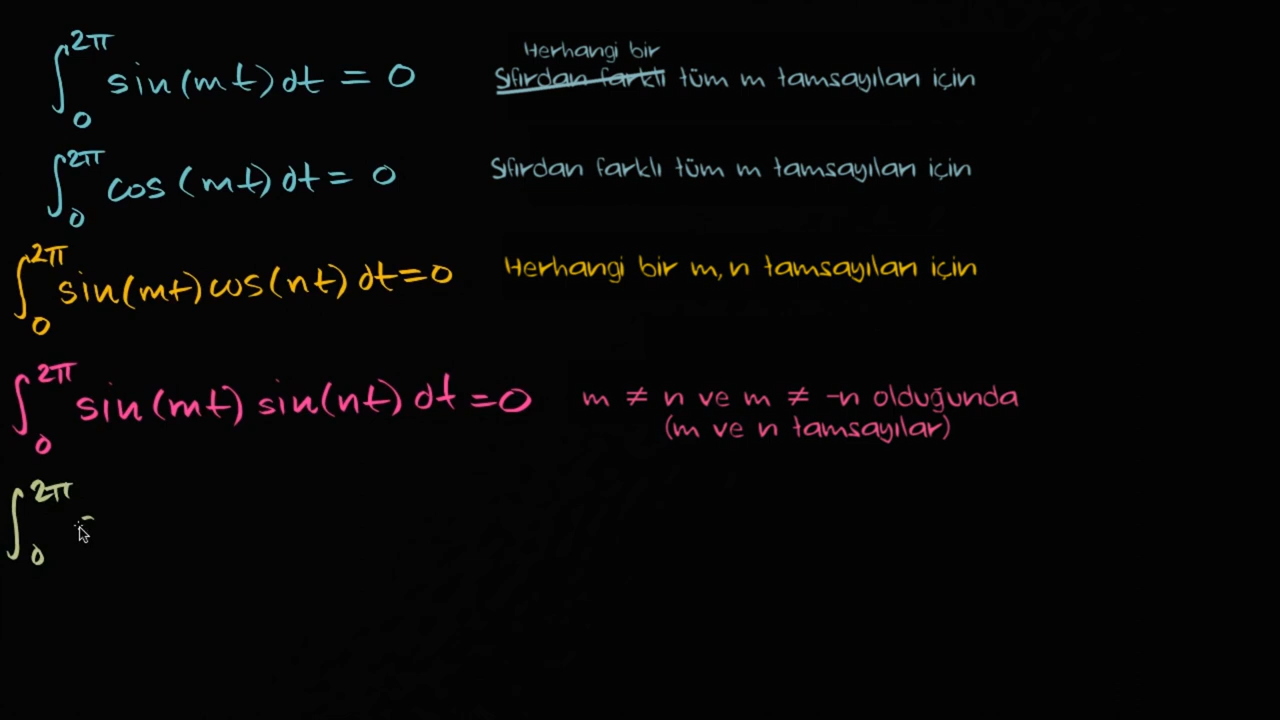 ∫₀^2π sin(mt)dt = 0
Herhangi bir
Sıfırdan farklı tüm m tamsayıları için
∫₀^2π cos(mt)dt = 0
Sıfırdan farklı tüm m tamsayıları için
∫₀^2π sin(mt)cos(nt)dt=0
Herhangi bir m, n tamsayıları için
∫₀^2π sin(mt) sin(nt) dt =0
m ≠ n ve m ≠ -n olduğunda
(m ve n tamsayılar)
∫₀^2π